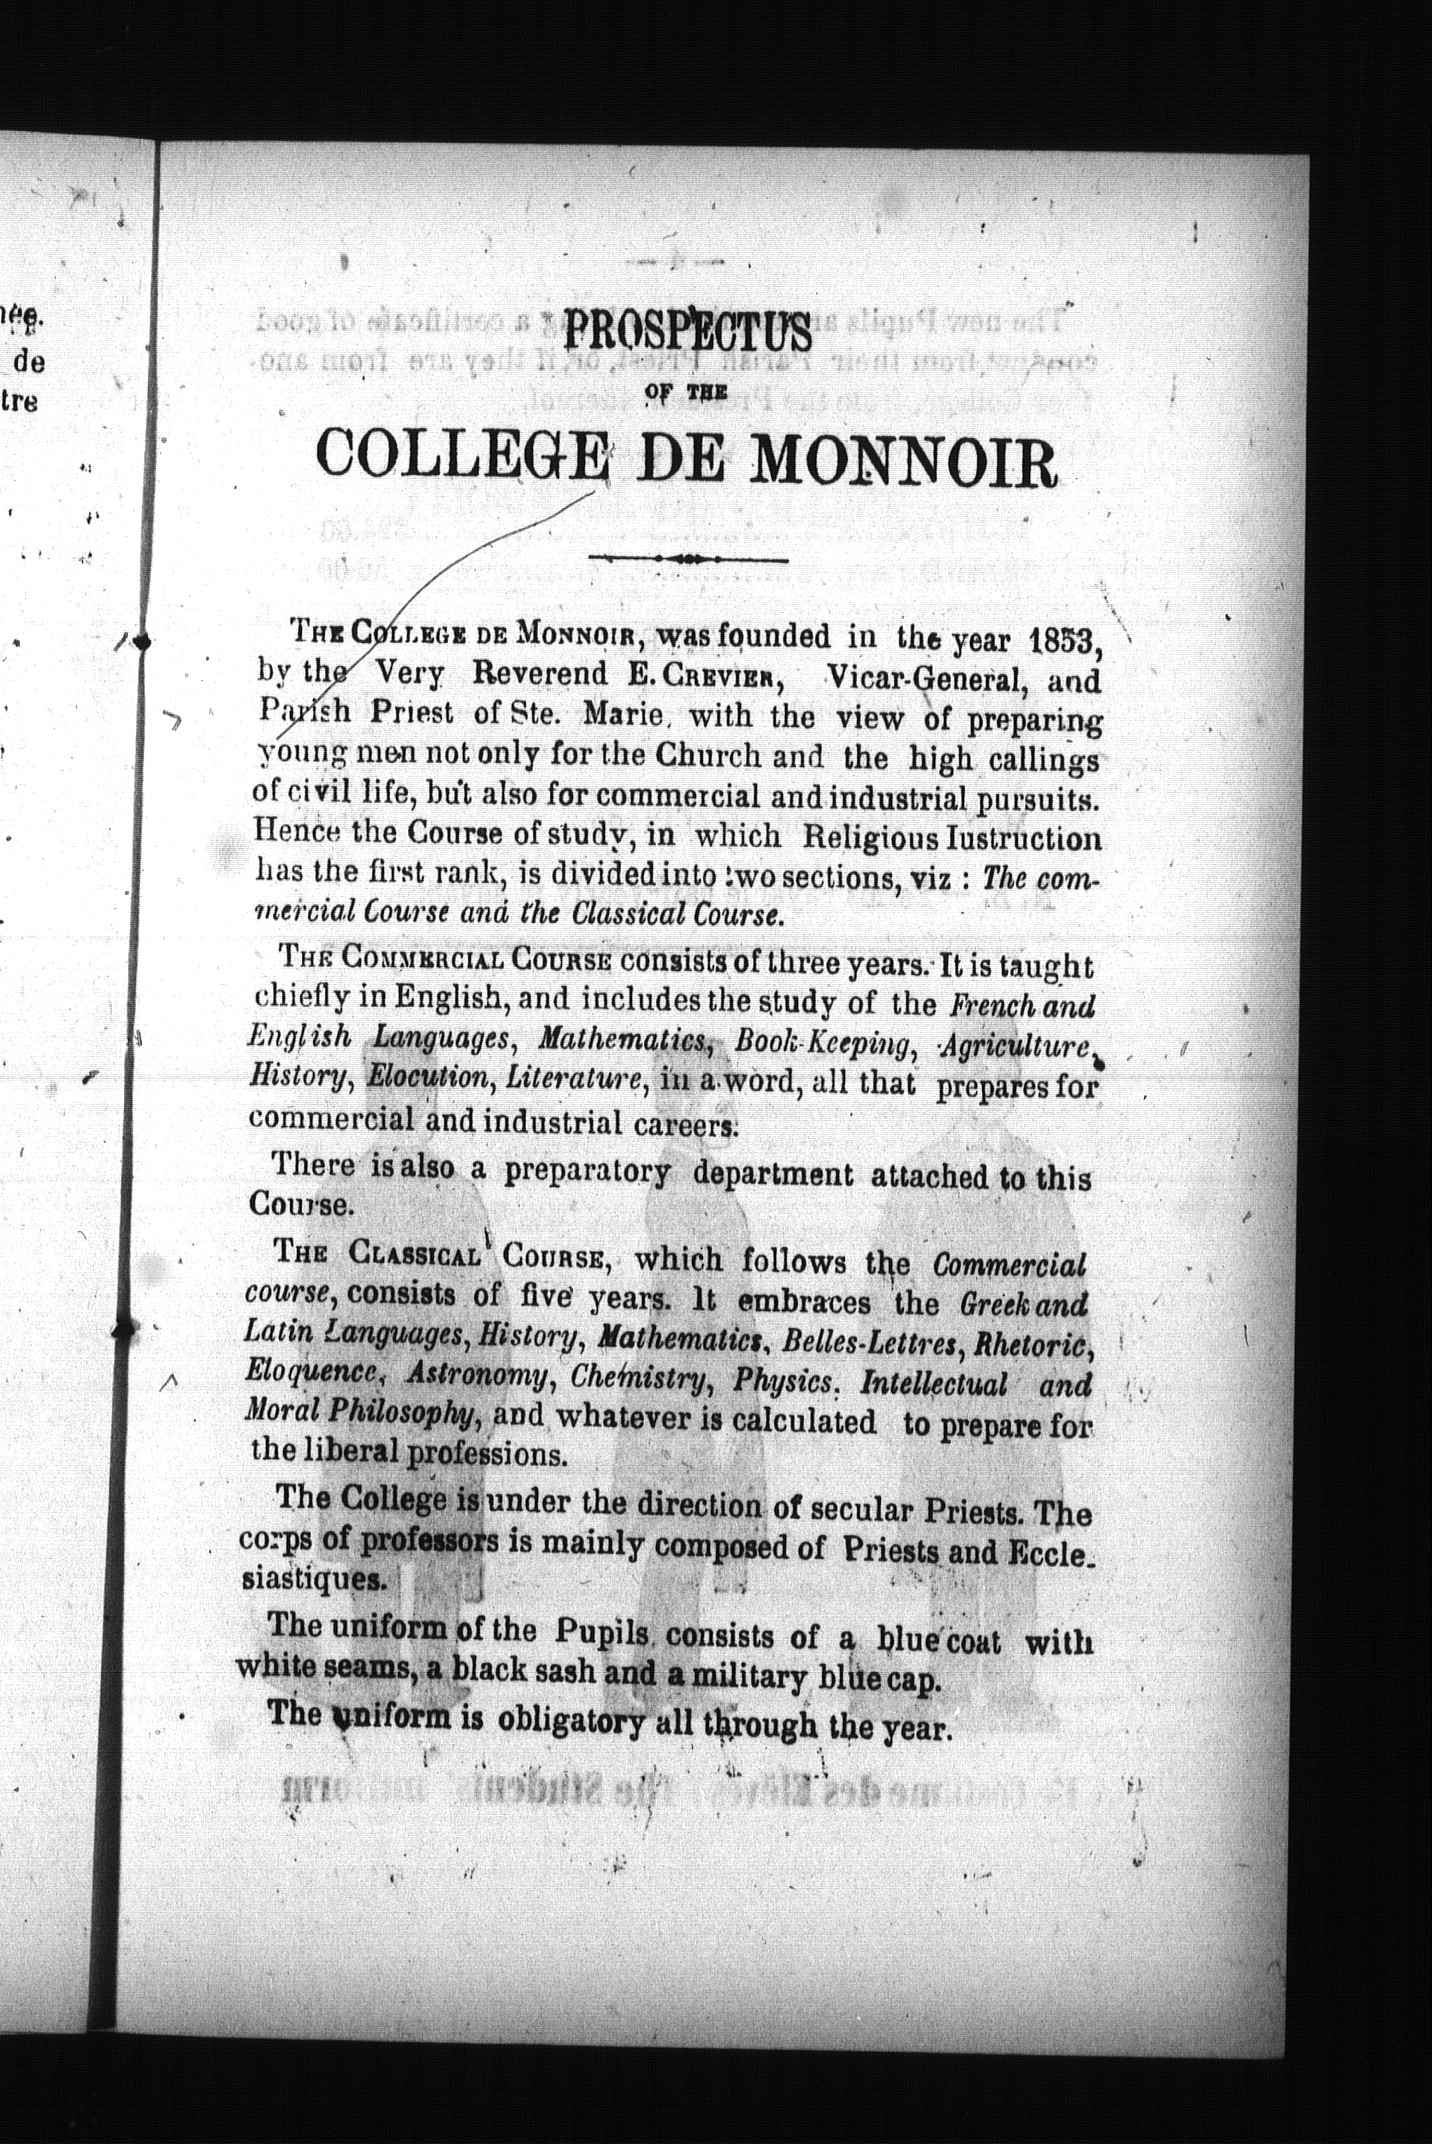 née.
de
tre
PROSPECTUS
OF THE
COLLEGE DE MONNOIR
THE COLLEGE DE MONNOIR, was founded in the year 1853,
by the Very Reverend E. CREVIER, Vicar-General, and
Parish Priest of Ste. Marie, with the view of preparing
young men not only for the Church and the high callings
of civil life, but also for commercial and industrial pursuits.
Hence the Course of study, in which Religious Iustruction
has the first rank, is divided into two sections, viz : The com-
mercial Course and the Classical Course.
THE COMMERCIAL COURSE consists of three years. It is taught
chiefly in English, and includes the study of the French and
English Languages, Mathematics, Book-Keeping, Agriculture,
History, Elocution, Literature, in a word, all that prepares for
commercial and industrial careers.
There is also a preparatory department attached to this
Course.
THE CLASSICAL COURSE, which follows the Commercial
course, consists of five years. It embraces the Greek and
Latin Languages, History, Mathematics, Belles-Lettres, Rhetoric,
Eloquence, Astronomy, Chemistry, Physics. Intellectual and
Moral Philosophy, and whatever is calculated to prepare for
the liberal professions.
The College is under the direction of secular Priests. The
corps of professors is mainly composed of Priests and Eccle-
siastiques.
The uniform of the Pupils consists of a blue coat with
white seams, a black sash and a military blue cap.
The uniform is obligatory all through the year.